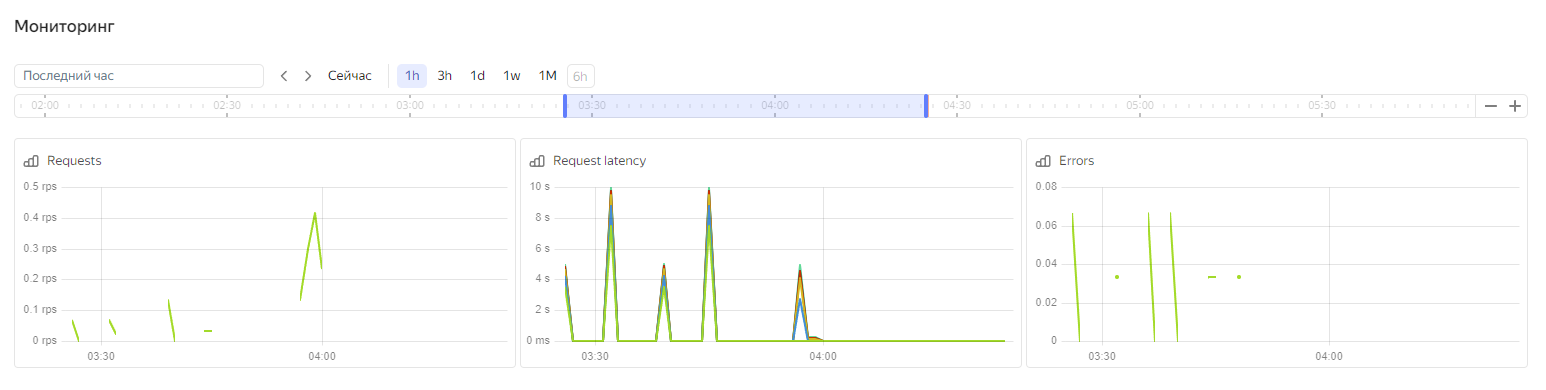 Мониторинг
Последний час Сейчас 1h 3h 1d 1w 1M 6h
02:00 02:30 03:00 03:30 04:00 04:30 05:00 05:30
Requests
0.5 rps
0.4 rps
0.3 rps
0.2 rps
0.1 rps
0 rps
03:30 04:00
Request latency
10 s
8 s
6 s
4 s
2 s
0 ms
03:30 04:00
Errors
0.08
0.06
0.04
0.02
0
03:30 04:00